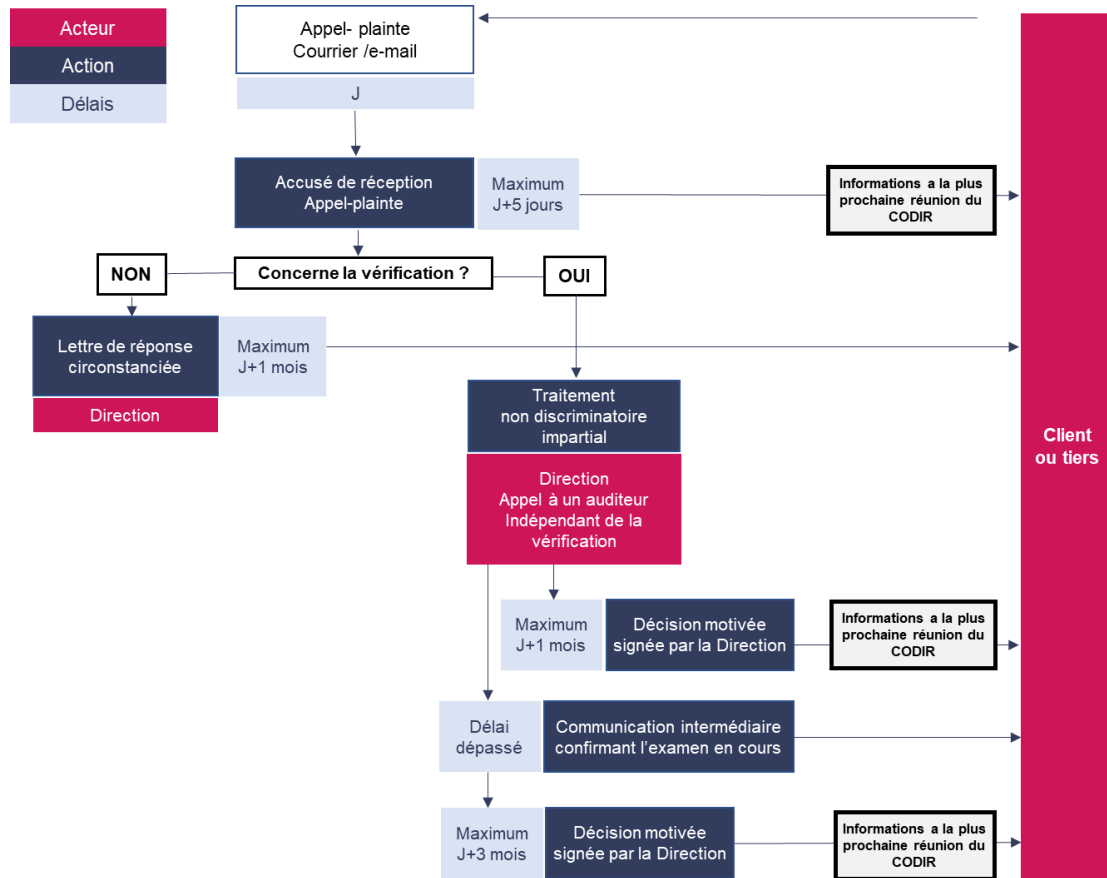 Acteur
Action
Délais
Appel- plainte
Courrier /e-mail
J
Accusé de réception
Appel-plainte
Maximum
J+5 jours
Informations a la plus
prochaine réunion du
CODIR
NON
Concerne la vérification ?
OUI
Lettre de réponse
circonstanciée
Maximum
J+1 mois
Direction
Traitement
non discriminatoire
impartial
Direction
Appel à un auditeur
Indépendant de la
vérification
Client
ou tiers
Maximum
J+1 mois
Décision motivée
signée par la Direction
Informations a la plus
prochaine réunion du
CODIR
Délai
dépassé
Communication intermédiaire
confirmant l’examen en cours
Maximum
J+3 mois
Décision motivée
signée par la Direction
Informations a la plus
prochaine réunion du
CODIR